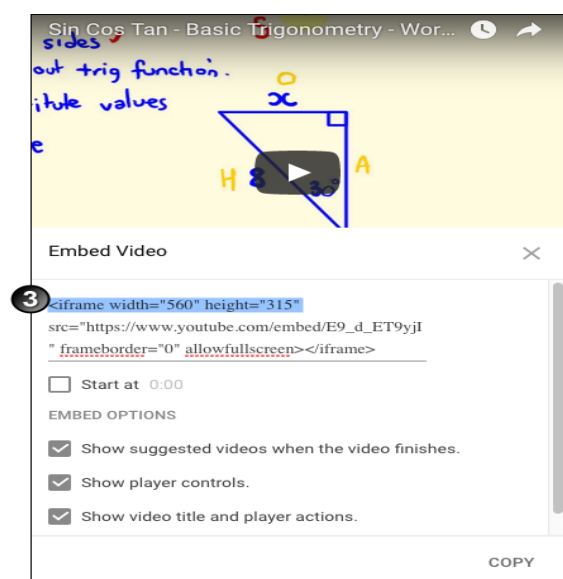 Sin Cos Tan - Basic Trigonometry - Wor...
S
sides
out trig function.
itute values
e
O
x
H 8
30°
A
Embed Video
3
<iframe width="560" height="315"
src="https://www.youtube.com/embed/E9_d_ET9yjI
" frameborder="0" allowfullscreen></iframe>
Start at 0:00
EMBED OPTIONS
Show suggested videos when the video finishes.
Show player controls.
Show video title and player actions.
COPY